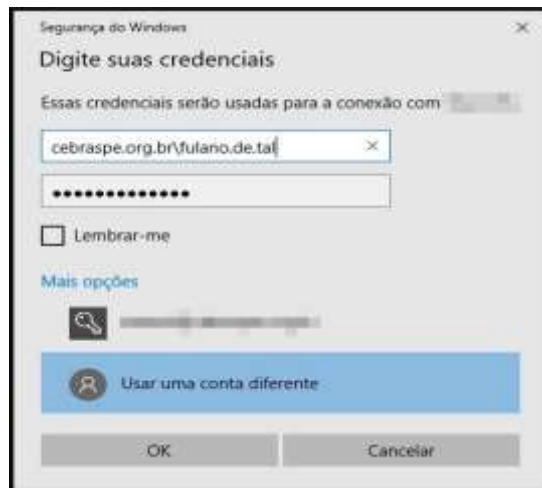 Segurança do Windows
Digite suas credenciais
Essas credenciais serão usadas para a conexão com
cebraspe.org.br\fulano.de.tal
Lembrar-me
Mais opções
Usar uma conta diferente
OK
Cancelar